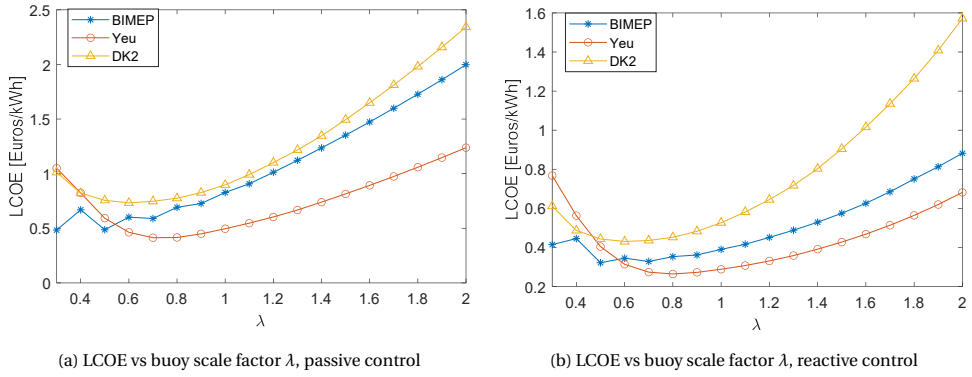 2.5
2
1.5
1
0.5
0
LCOE [Euros/kWh]
BIMEP
Yeu
DK2
0.4 0.6 0.8 1 1.2 1.4 1.6 1.8 2
λ
(a) LCOE vs buoy scale factor λ, passive control
1.6
1.4
1.2
1
0.8
0.6
0.4
0.2
LCOE [Euros/kWh]
BIMEP
Yeu
DK2
0.4 0.6 0.8 1 1.2 1.4 1.6 1.8 2
λ
(b) LCOE vs buoy scale factor λ, reactive control